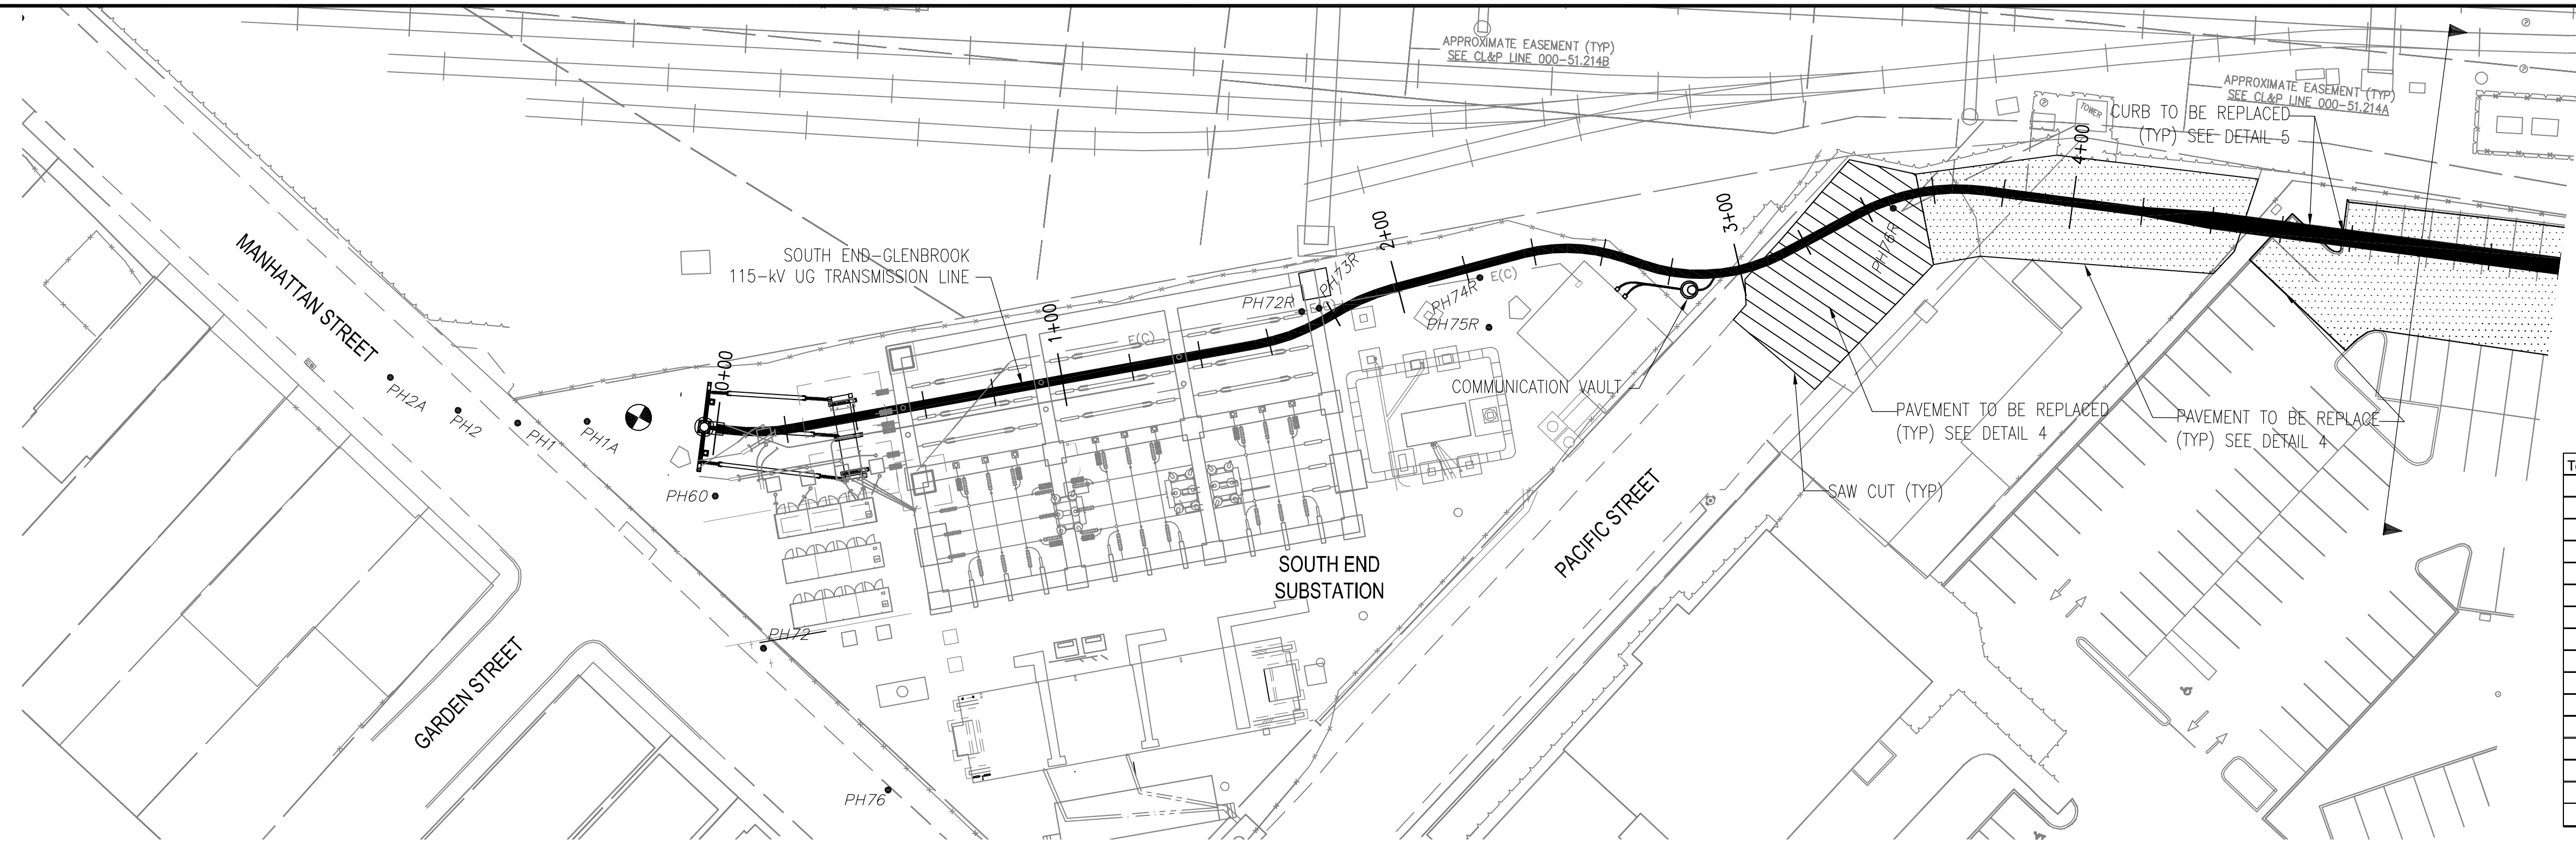 APPROXIMATE EASEMENT (TYP)
SEE CL&P LINE 000-51.214B
APPROXIMATE EASEMENT (TYP)
SEE CL&P LINE 000-51.214A
TOWER
CURB TO BE REPLACED
(TYP) SEE DETAIL 5
4+00
3+00
2+00
1+00
0+00
MANHATTAN STREET
SOUTH END-GLENBROOK
115-kV UG TRANSMISSION LINE
PH72R
PH73R
E(C)
PH74R
E(C)
PH75R
PH76R
E(C)
COMMUNICATION VAULT
PAVEMENT TO BE REPLACED
(TYP) SEE DETAIL 4
PAVEMENT TO BE REPLACE
(TYP) SEE DETAIL 4
SAW CUT (TYP)
PH2A
PH2
PH1
PH1A
PH60
PACIFIC STREET
SOUTH END
SUBSTATION
PH72
GARDEN STREET
PH76